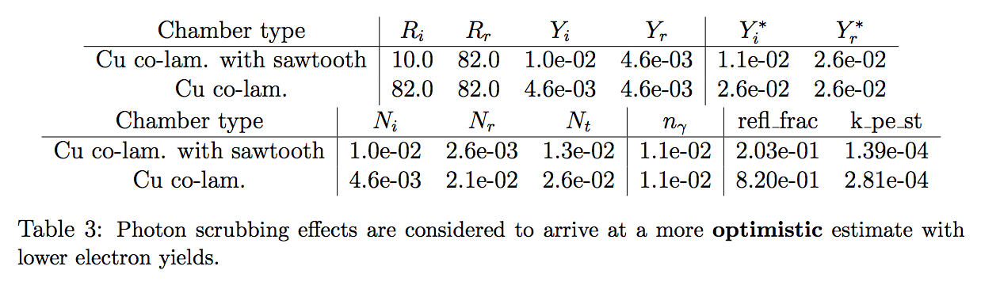 Chamber type R_i R_r Y_i Y_r Y_i^* Y_r^*
Cu co-lam. with sawtooth 10.0 82.0 1.0e-02 4.6e-03 1.1e-02 2.6e-02
Cu co-lam. 82.0 82.0 4.6e-03 4.6e-03 2.6e-02 2.6e-02
Chamber type N_i N_r N_t n_γ refl_frac k_pe_st
Cu co-lam. with sawtooth 1.0e-02 2.6e-03 1.3e-02 1.1e-02 2.03e-01 1.39e-04
Cu co-lam. 4.6e-03 2.1e-02 2.6e-02 1.1e-02 8.20e-01 2.81e-04
Table 3: Photon scrubbing effects are considered to arrive at a more optimistic estimate with
lower electron yields.